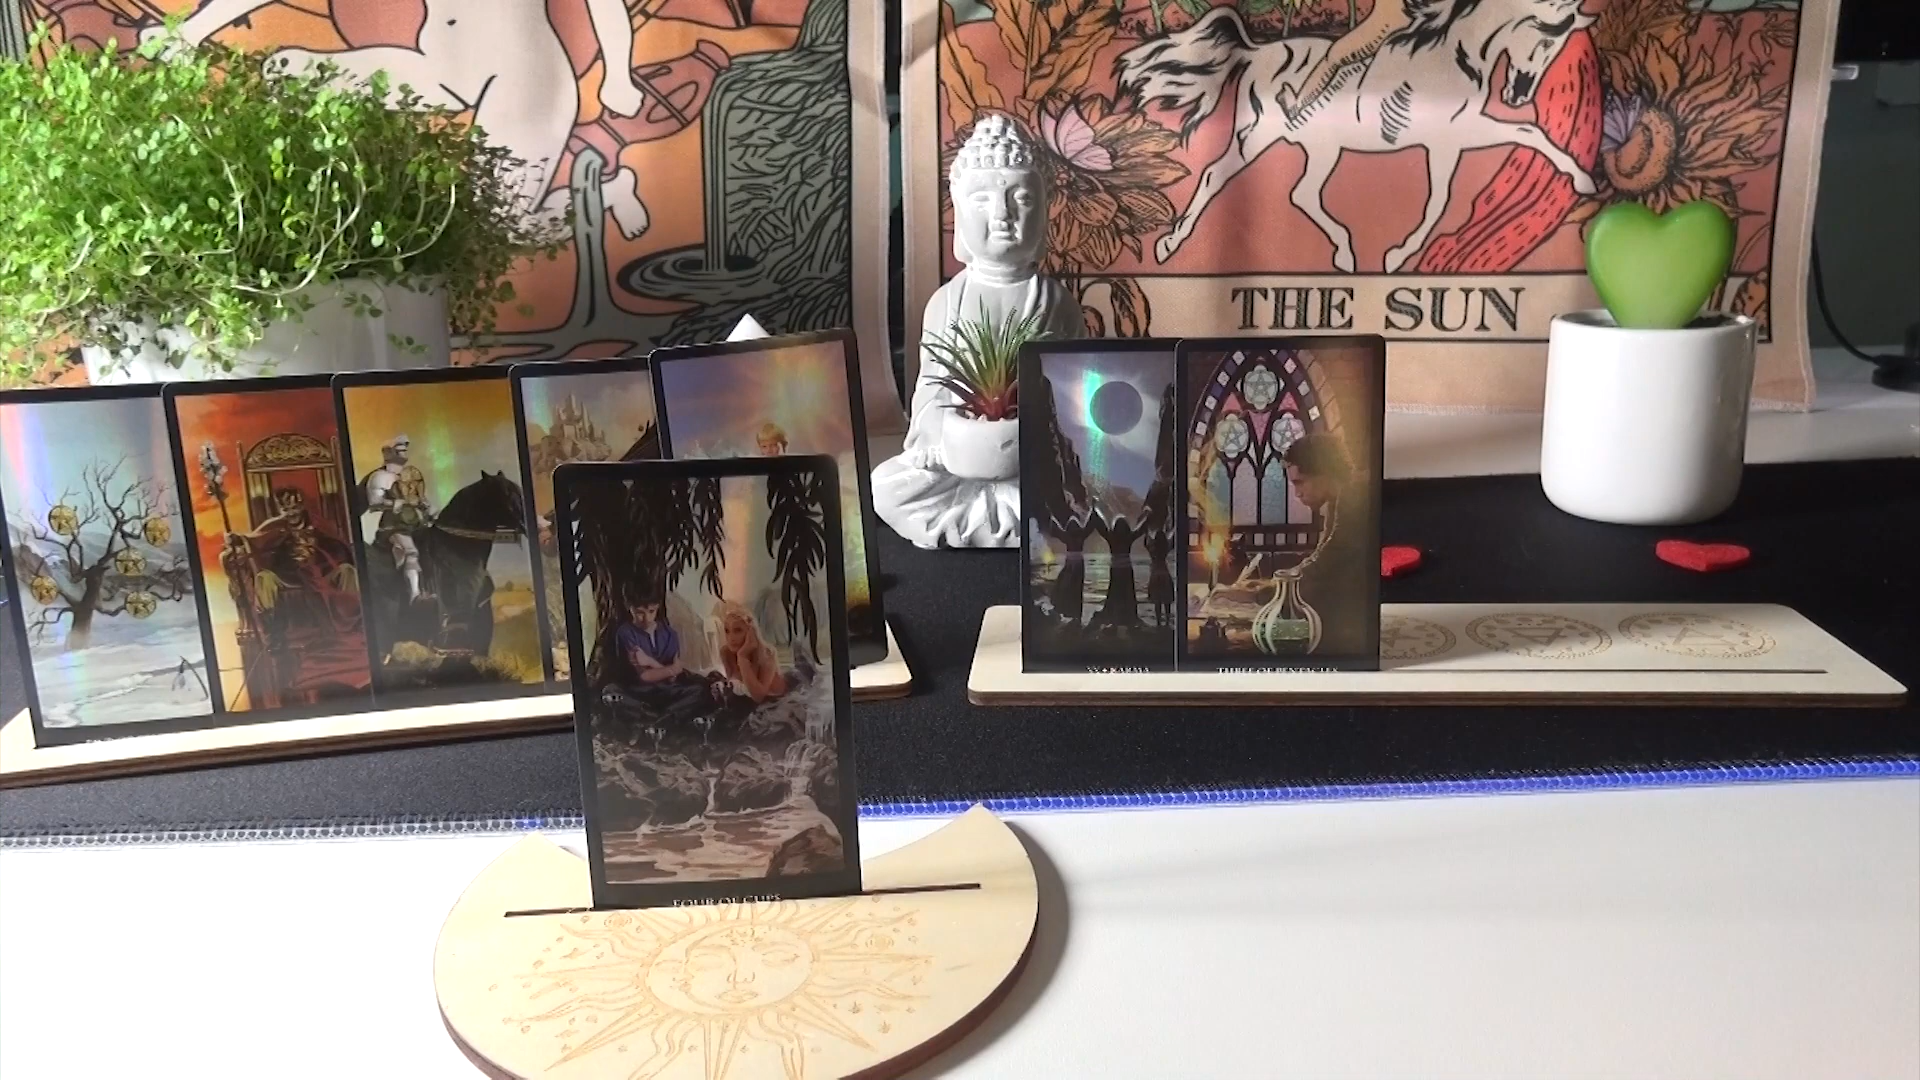 THE SUN
XX • KARMA
THREE OF PENTACLES
FOUR OF CUPS